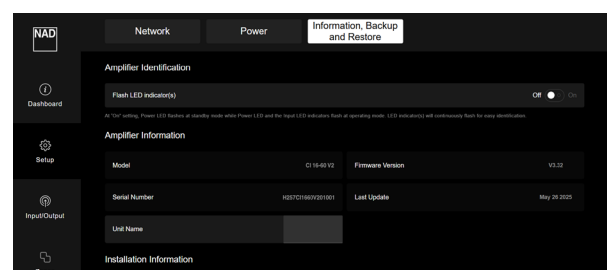 NAD
Network
Power
Information, Backup
and Restore
Amplifier Identification
Dashboard
Flash LED indicator(s)
Off
On
At "On" setting, Power LED flashes at standby mode while Power LED and the Input LED indicators flash at operating mode. LED indicator(s) will continuously flash for easy identification.
Amplifier Information
Setup
Model
CI 16-60 V2
Firmware Version
V3.32
Serial Number
H257CI1660V201001
Last Update
May 26 2025
Input/Output
Unit Name
Installation Information